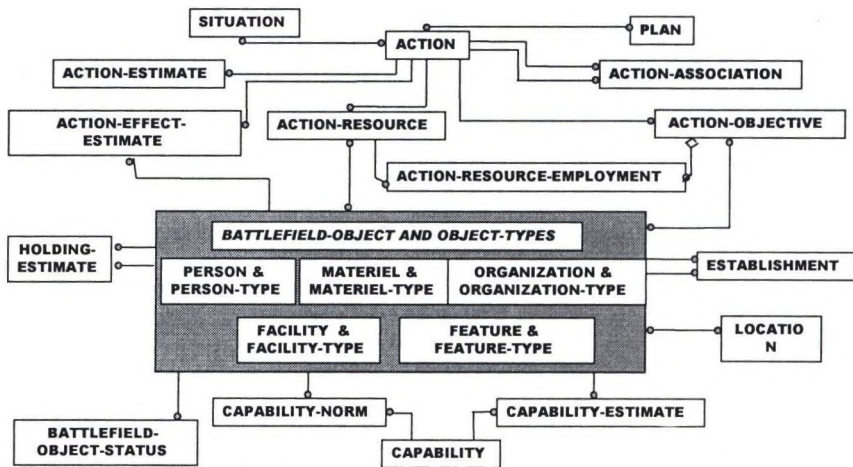 SITUATION
PLAN
ACTION
ACTION-ESTIMATE
ACTION-ASSOCIATION
ACTION-EFFECT-
ESTIMATE
ACTION-RESOURCE
ACTION-OBJECTIVE
ACTION-RESOURCE-EMPLOYMENT
BATTLEFIELD-OBJECT AND OBJECT-TYPES
HOLDING-
ESTIMATE
PERSON &
PERSON-TYPE
MATERIEL &
MATERIEL-TYPE
ORGANIZATION &
ORGANIZATION-TYPE
ESTABLISHMENT
FACILITY &
FACILITY-TYPE
FEATURE &
FEATURE-TYPE
LOCATIO
N
CAPABILITY-NORM
CAPABILITY-ESTIMATE
BATTLEFIELD-
OBJECT-STATUS
CAPABILITY